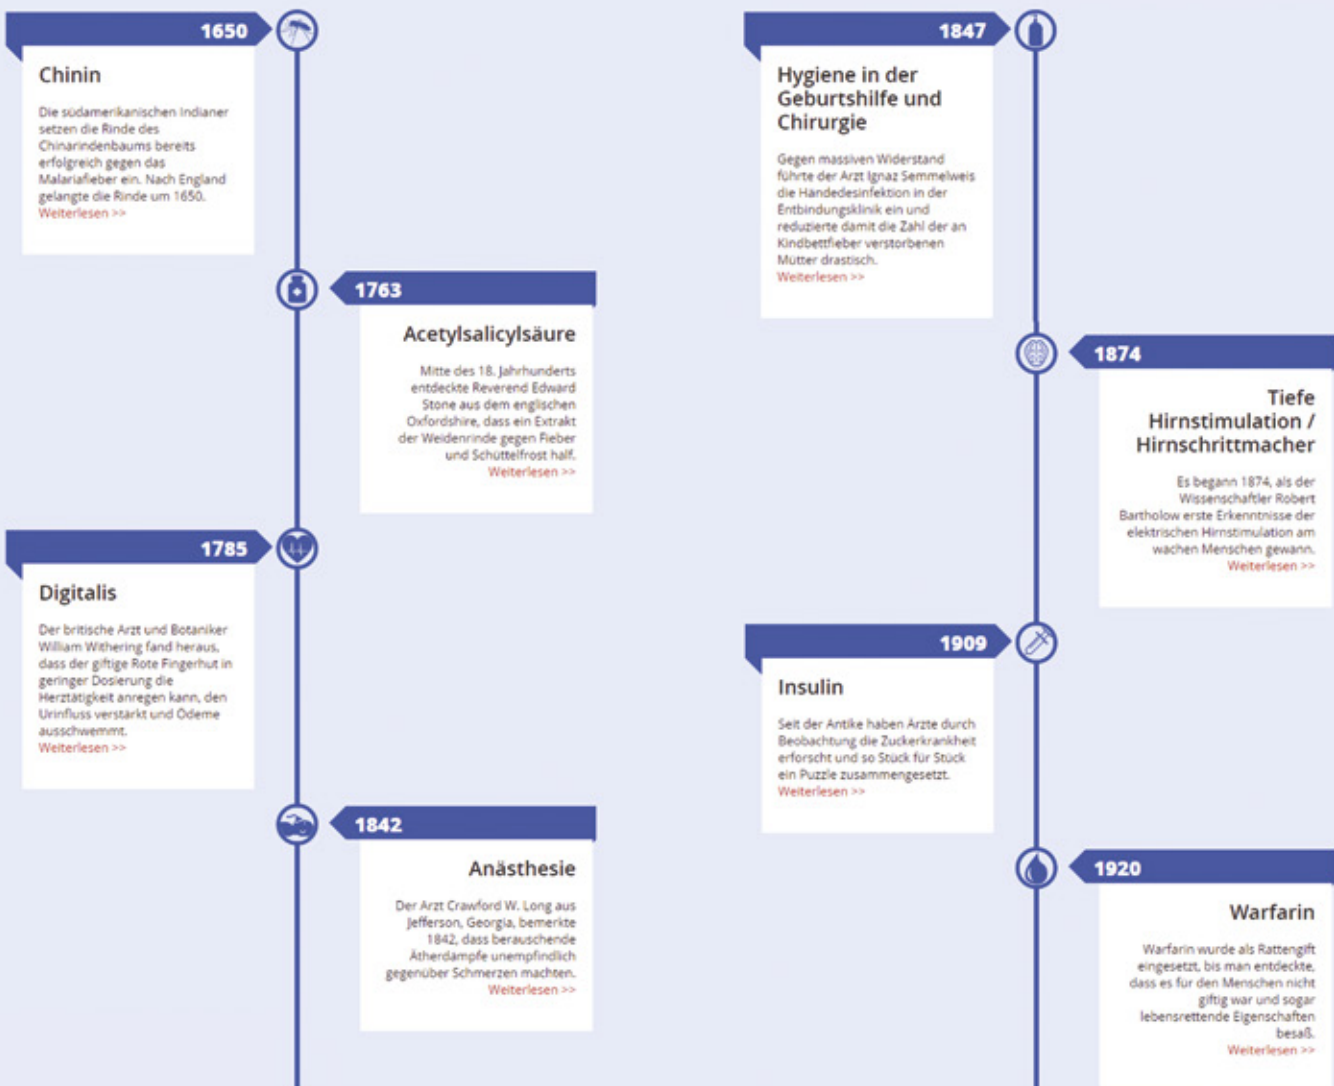 1650
Chinin
Die südamerikanischen Indianer
setzen die Rinde des
Chinarindenbaums bereits
erfolgreich gegen das
Malariafieber ein. Nach England
gelangte die Rinde um 1650.
Weiterlesen >>
1763
Acetylsalicylsäure
Mitte des 18. Jahrhunderts
entdeckte Reverend Edward
Stone aus dem englischen
Oxfordshire, dass ein Extrakt
der Weidenrinde gegen Fieber
und Schüttelfrost half.
Weiterlesen >>
1785
Digitalis
Der britische Arzt und Botaniker
William Withering fand heraus,
dass der giftige Rote Fingerhut in
geringer Dosierung die
Herztätigkeit anregen kann, den
Urinfluss verstärkt und Ödeme
ausschwemmt.
Weiterlesen >>
1842
Anästhesie
Der Arzt Crawford W. Long aus
Jefferson, Georgia, bemerkte
1842, dass berauschende
Ätherdämpfe unempfindlich
gegenüber Schmerzen machten.
Weiterlesen >>
1847
Hygiene in der
Geburtshilfe und
Chirurgie
Gegen massiven Widerstand
führte der Arzt Ignaz Semmelweis
die Händedesinfektion in der
Entbindungsklinik ein und
reduzierte damit die Zahl der an
Kindbettfieber verstorbenen
Mütter drastisch.
Weiterlesen >>
1874
Tiefe
Hirnstimulation /
Hirnschrittmacher
Es begann 1874, als der
Wissenschaftler Robert
Bartholow erste Erkenntnisse der
elektrischen Hirnstimulation am
wachen Menschen gewann.
Weiterlesen >>
1909
Insulin
Seit der Antike haben Ärzte durch
Beobachtung die Zuckerkrankheit
erforscht und so Stück für Stück
ein Puzzle zusammengesetzt.
Weiterlesen >>
1920
Warfarin
Warfarin wurde als Rattengift
eingesetzt, bis man entdeckte,
dass es für den Menschen nicht
giftig war und sogar
lebensrettende Eigenschaften
besaß.
Weiterlesen >>